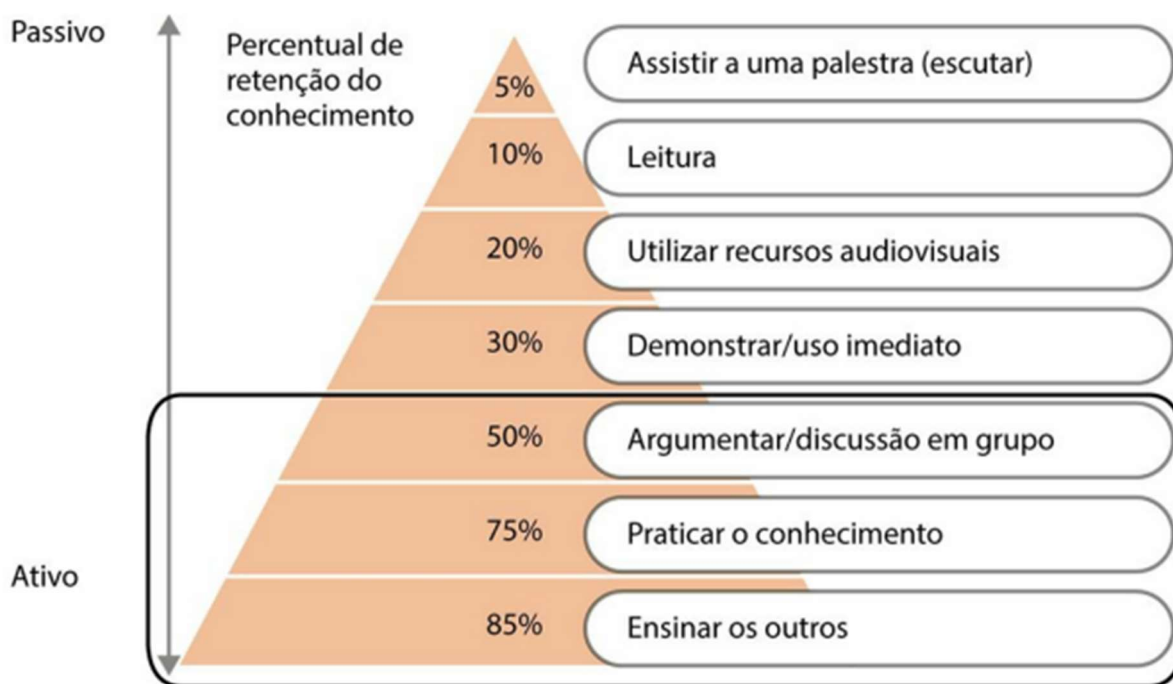 Passivo
Percentual de
retenção do
conhecimento
5%
Assistir a uma palestra (escutar)
10%
Leitura
20%
Utilizar recursos audiovisuais
30%
Demonstrar/uso imediato
50%
Argumentar/discussão em grupo
75%
Praticar o conhecimento
Ativo
85%
Ensinar os outros